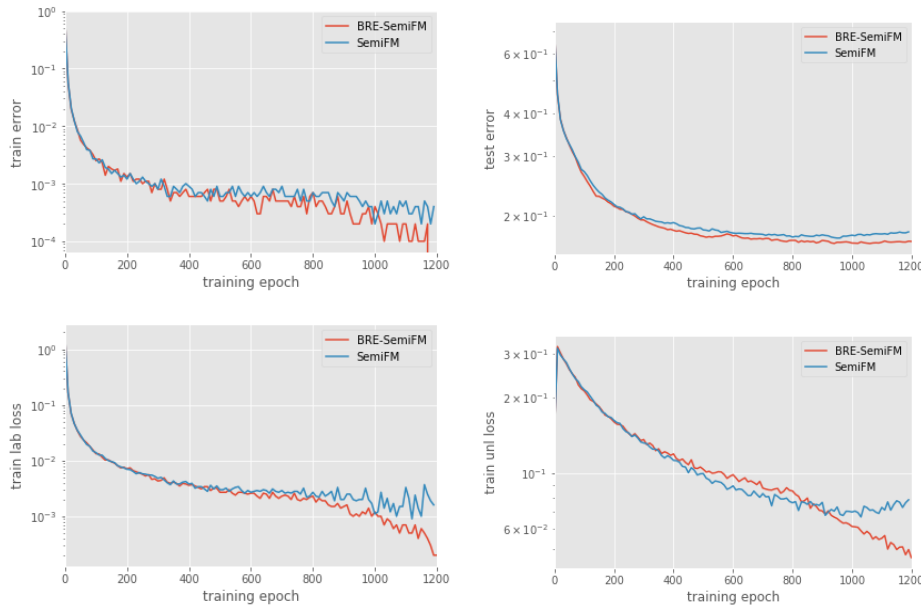 10⁰
10⁻¹
10⁻²
10⁻³
10⁻⁴
train error
BRE-SemiFM
SemiFM
0 200 400 600 800 1000 1200
training epoch
6 × 10⁻¹
4 × 10⁻¹
3 × 10⁻¹
2 × 10⁻¹
test error
BRE-SemiFM
SemiFM
0 200 400 600 800 1000 1200
training epoch
10⁰
10⁻¹
10⁻²
10⁻³
train lab loss
BRE-SemiFM
SemiFM
0 200 400 600 800 1000 1200
training epoch
3 × 10⁻¹
2 × 10⁻¹
10⁻¹
6 × 10⁻²
train unl loss
BRE-SemiFM
SemiFM
0 200 400 600 800 1000 1200
training epoch